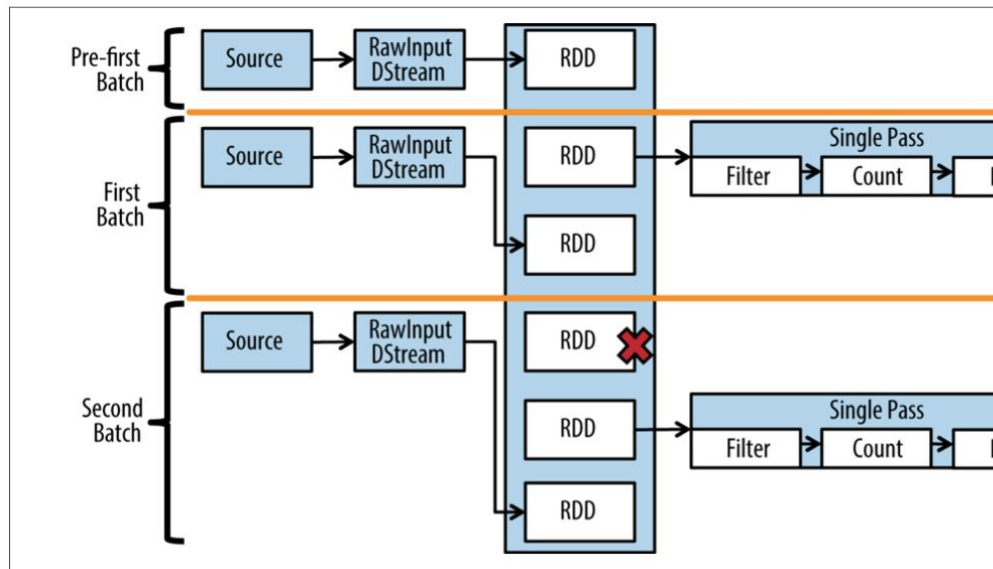 Pre-first
Batch
Source
RawInput
DStream
RDD
First
Batch
Source
RawInput
DStream
RDD
Single Pass
Filter
Count
RDD
Second
Batch
Source
RawInput
DStream
RDD
RDD
Single Pass
Filter
Count
RDD